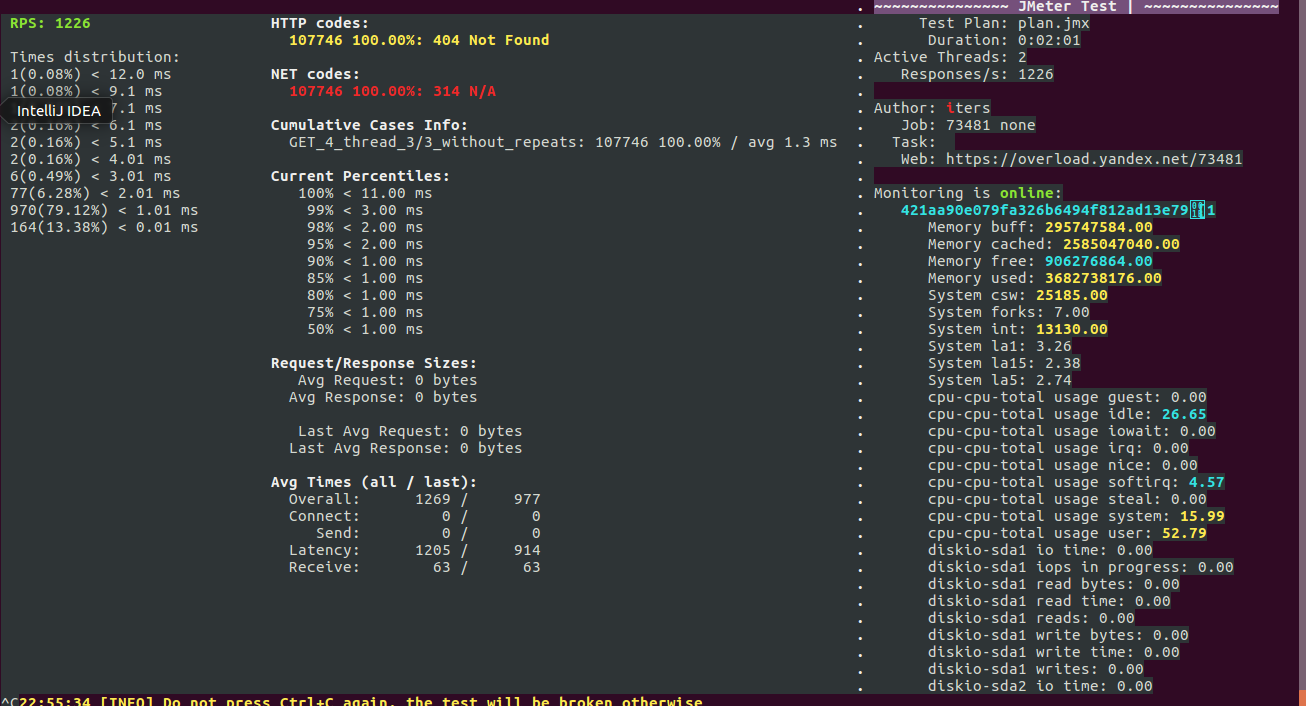 ~~~~~~~~~~~~~~~ JMeter Test | ~~~~~~~~~~~~~~~
RPS: 1226
Times distribution:
1(0.08%) < 12.0 ms
1(0.08%) < 9.1 ms
IntelliJ IDEA
7.1 ms
2(0.16%) < 6.1 ms
2(0.16%) < 5.1 ms
2(0.16%) < 4.01 ms
6(0.49%) < 3.01 ms
77(6.28%) < 2.01 ms
970(79.12%) < 1.01 ms
164(13.38%) < 0.01 ms
HTTP codes:
107746 100.00%: 404 Not Found
NET codes:
107746 100.00%: 314 N/A
Cumulative Cases Info:
GET_4_thread_3/3_without_repeats: 107746 100.00% / avg 1.3 ms
Current Percentiles:
100% < 11.00 ms
99% < 3.00 ms
98% < 2.00 ms
95% < 2.00 ms
90% < 1.00 ms
85% < 1.00 ms
80% < 1.00 ms
75% < 1.00 ms
50% < 1.00 ms
Request/Response Sizes:
Avg Request: 0 bytes
Avg Response: 0 bytes
Last Avg Request: 0 bytes
Last Avg Response: 0 bytes
Avg Times (all / last):
Overall: 1269 / 977
Connect: 0 / 0
Send: 0 / 0
Latency: 1205 / 914
Receive: 63 / 63
Test Plan: plan.jmx
Duration: 0:02:01
Active Threads: 2
Responses/s: 1226
Author: iters
Job: 73481 none
Task:
Web: https://overload.yandex.net/73481
Monitoring is online:
421aa90e079fa326b6494f812ad13e79 1
Memory buff: 295747584.00
Memory cached: 2585047040.00
Memory free: 906276864.00
Memory used: 3682738176.00
System csw: 25185.00
System forks: 7.00
System int: 13130.00
System la1: 3.26
System la15: 2.38
System la5: 2.74
cpu-cpu-total usage guest: 0.00
cpu-cpu-total usage idle: 26.65
cpu-cpu-total usage iowait: 0.00
cpu-cpu-total usage irq: 0.00
cpu-cpu-total usage nice: 0.00
cpu-cpu-total usage softirq: 4.57
cpu-cpu-total usage steal: 0.00
cpu-cpu-total usage system: 15.99
cpu-cpu-total usage user: 52.79
diskio-sda1 io time: 0.00
diskio-sda1 iops in progress: 0.00
diskio-sda1 read bytes: 0.00
diskio-sda1 read time: 0.00
diskio-sda1 reads: 0.00
diskio-sda1 write bytes: 0.00
diskio-sda1 write time: 0.00
diskio-sda1 writes: 0.00
diskio-sda2 io time: 0.00
^C22:55:34 [INFO] Do not press Ctrl+C again, the test will be broken otherwise